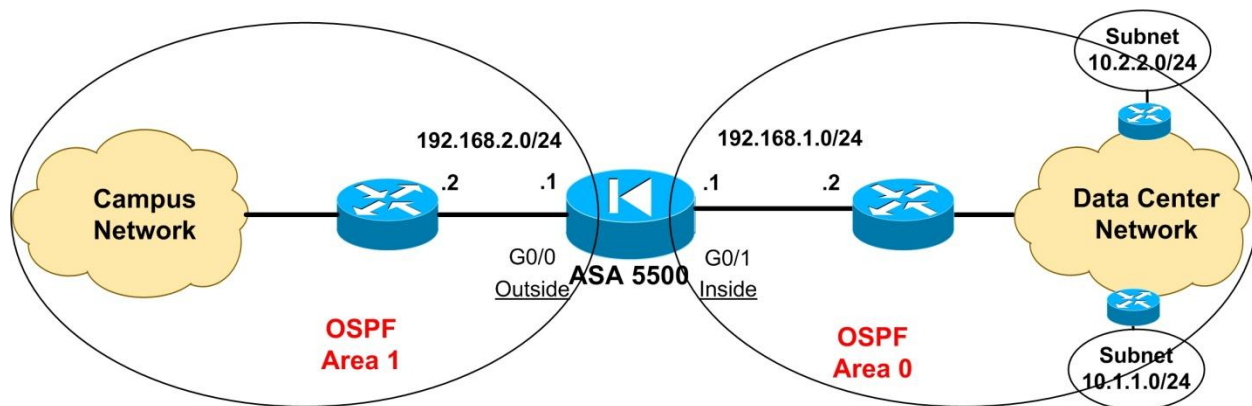 Subnet
10.2.2.0/24
192.168.2.0/24
192.168.1.0/24
Campus
Network
.2
.1
.1
.2
Data Center
Network
G0/0
Outside
ASA 5500
G0/1
Inside
OSPF
Area 1
OSPF
Area 0
Subnet
10.1.1.0/24